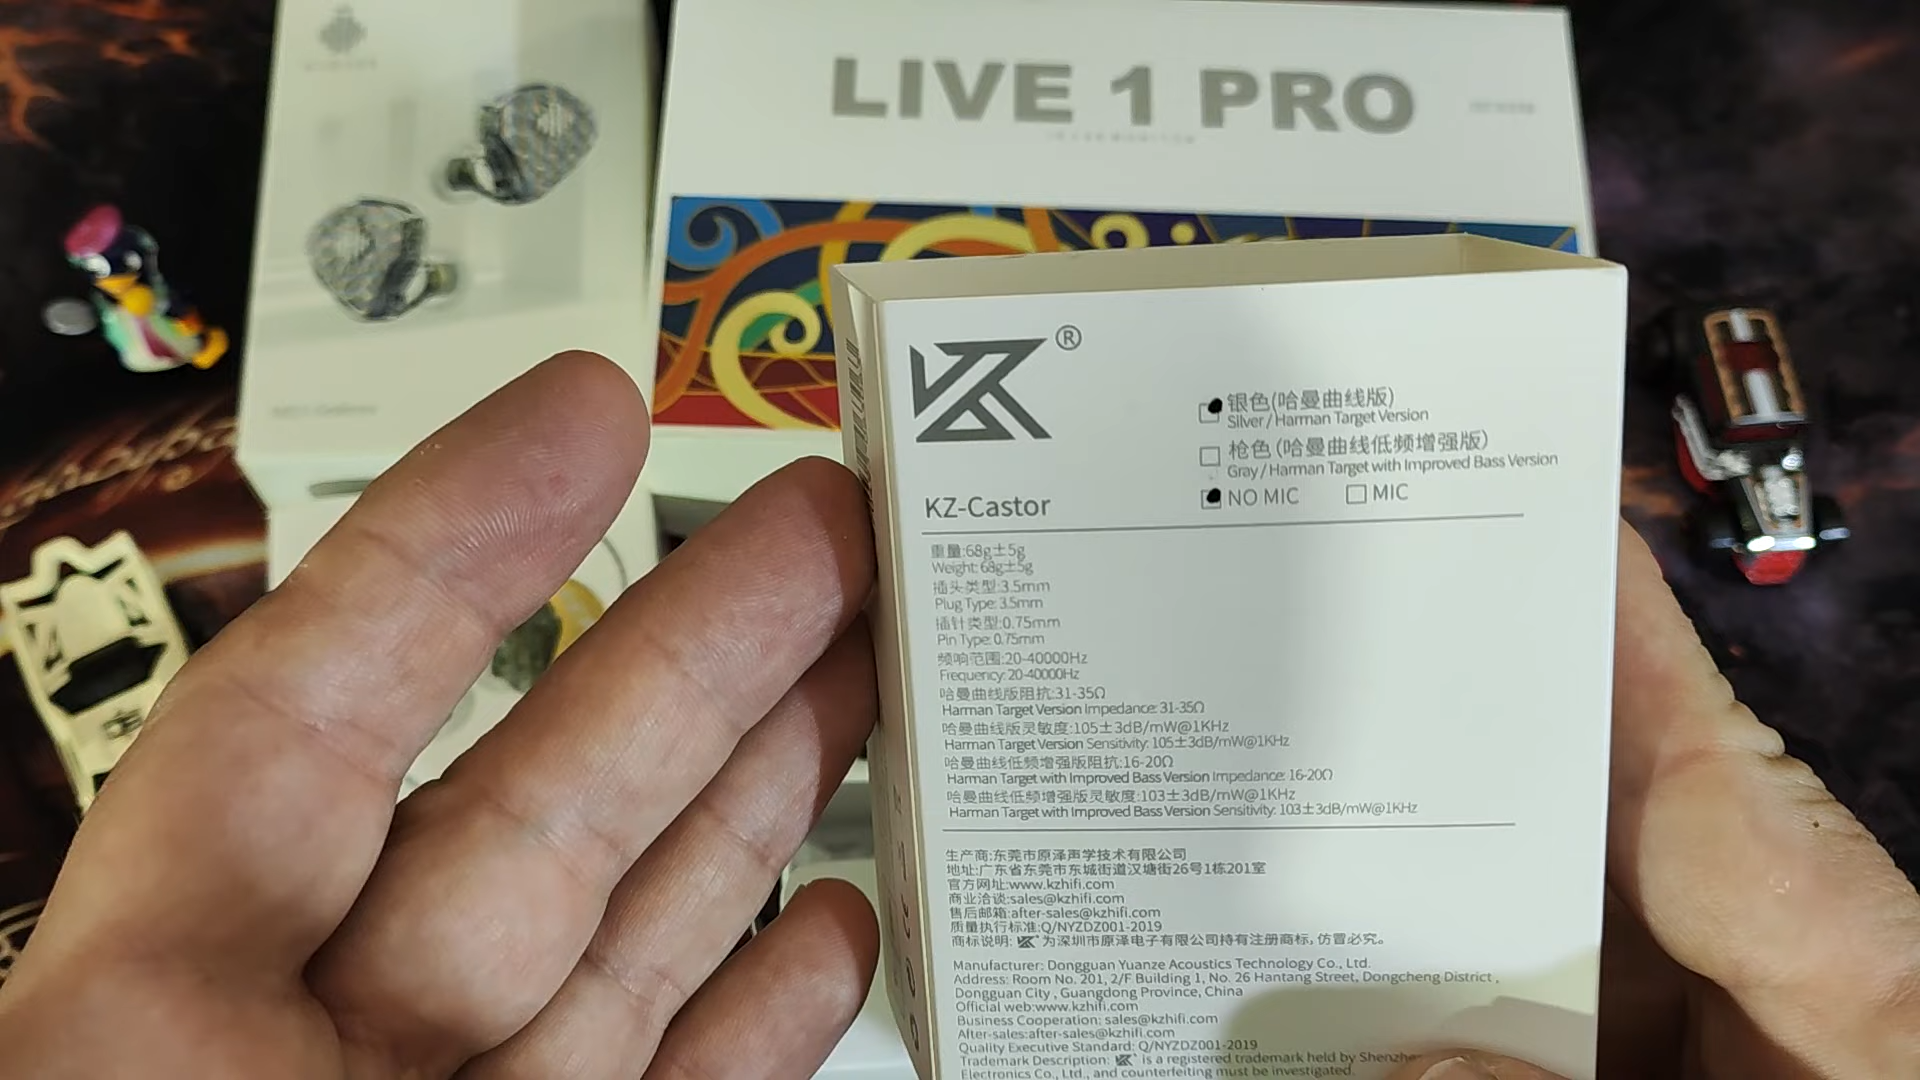 LIVE 1 PRO
KZ®
银色(哈曼曲线版)
Silver / Harman Target Version
枪色(哈曼曲线低频增强版)
Gray / Harman Target with Improved Bass Version
NO MIC MIC
KZ-Castor
重量:68g±5g
Weight: 68g±5g
插头类型:3.5mm
Plug Type: 3.5mm
插针类型:0.75mm
Pin Type: 0.75mm
频响范围:20-40000Hz
Frequency: 20-40000Hz
哈曼曲线版阻抗:31-35Ω
Harman Target Version Impedance: 31-35Ω
哈曼曲线版灵敏度:105±3dB/mW@1KHz
Harman Target Version Sensitivity: 105±3dB/mW@1KHz
哈曼曲线低频增强版阻抗:16-20Ω
Harman Target with Improved Bass Version Impedance: 16-20Ω
哈曼曲线低频增强版灵敏度:103±3dB/mW@1KHz
Harman Target with Improved Bass Version Sensitivity: 103±3dB/mW@1KHz
生产商:东莞市原泽声学技术有限公司
地址:广东省东莞市东城街道汉塘街26号1栋201室
官方网址:www.kzhifi.com
商业洽谈:sales@kzhifi.com
售后邮箱:after-sales@kzhifi.com
质量执行标准:Q/NYZDZ001-2019
商标说明: KZ 为深圳市原泽电子有限公司持有注册商标, 仿冒必究。
Manufacturer: Dongguan Yuanze Acoustics Technology Co., Ltd.
Address: Room No. 201, 2/F Building 1, No. 26 Hantang Street, Dongcheng District ,
Dongguan City , Guangdong Province, China
Official web:www.kzhifi.com
Business Cooperation: sales@kzhifi.com
After-sales:after-sales@kzhifi.com
Quality Executive Standard: Q/NYZDZ001-2019
Trademark Description: KZ is a registered trademark held by
Electronics Co., Ltd., and counterfeiting must be investigated.